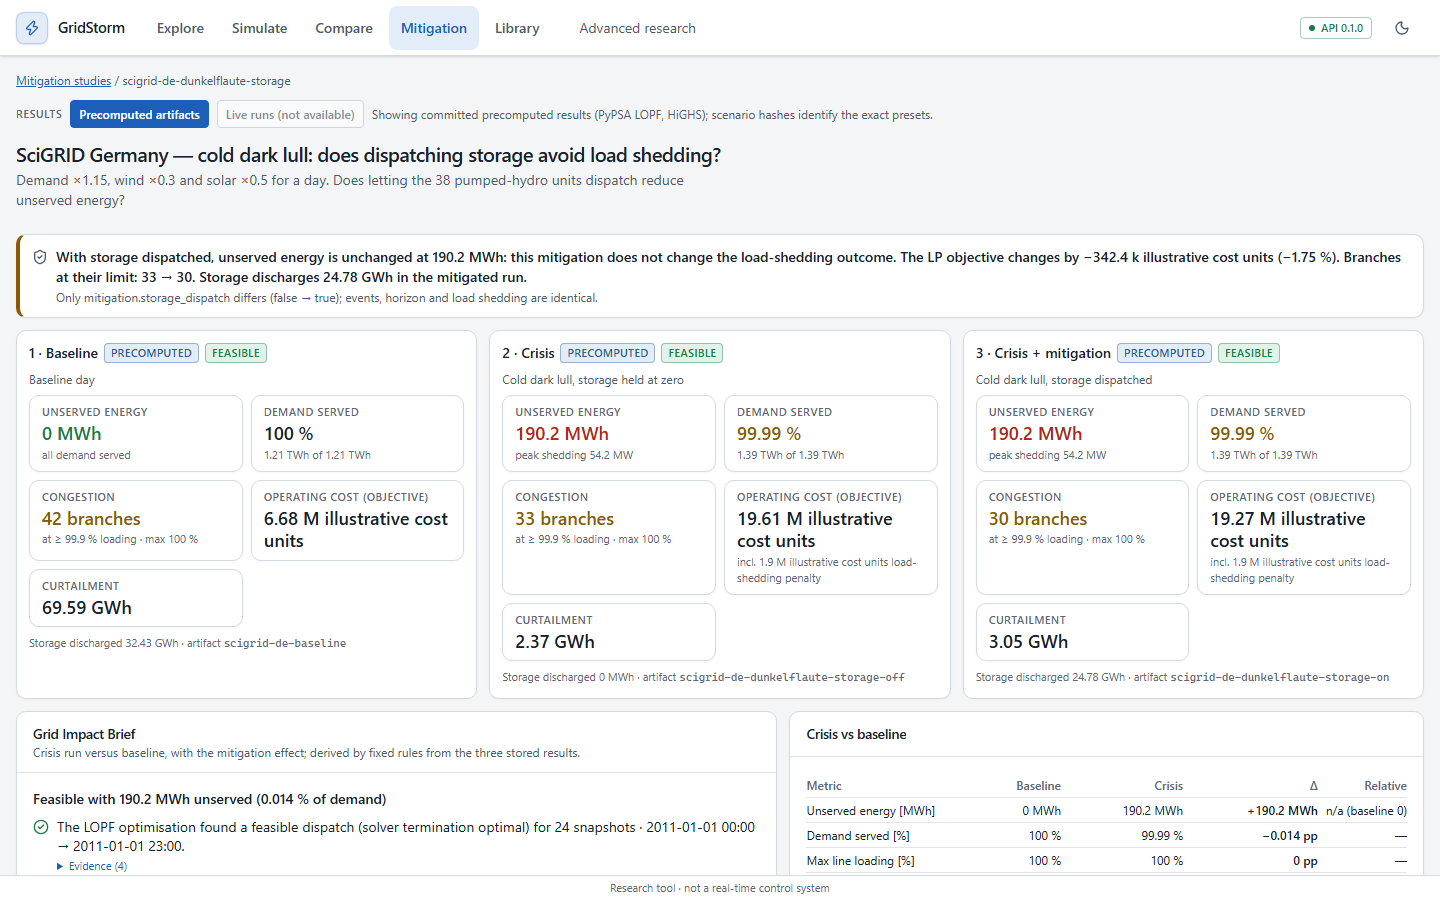 GridStorm
Explore
Simulate
Compare
Mitigation
Library
Advanced research
API 0.1.0
Mitigation studies / scigrid-de-dunkelflaute-storage
RESULTS
Precomputed artifacts
Live runs (not available)
Showing committed precomputed results (PyPSA LOPF, HiGHS); scenario hashes identify the exact presets.
SciGRID Germany — cold dark lull: does dispatching storage avoid load shedding?
Demand ×1.15, wind ×0.3 and solar ×0.5 for a day. Does letting the 38 pumped-hydro units dispatch reduce
unserved energy?
With storage dispatched, unserved energy is unchanged at 190.2 MWh: this mitigation does not change the load-shedding outcome. The LP objective changes by −342.4 k illustrative cost units (−1.75 %). Branches
at their limit: 33 → 30. Storage discharges 24.78 GWh in the mitigated run.
Only mitigation.storage_dispatch differs (false → true); events, horizon and load shedding are identical.
1 · Baseline
PRECOMPUTED
FEASIBLE
Baseline day
UNSERVED ENERGY
0 MWh
all demand served
DEMAND SERVED
100 %
1.21 TWh of 1.21 TWh
CONGESTION
42 branches
at ≥ 99.9 % loading · max 100 %
OPERATING COST (OBJECTIVE)
6.68 M illustrative cost
units
CURTAILMENT
69.59 GWh
Storage discharged 32.43 GWh · artifact scigrid-de-baseline
2 · Crisis
PRECOMPUTED
FEASIBLE
Cold dark lull, storage held at zero
UNSERVED ENERGY
190.2 MWh
peak shedding 54.2 MW
DEMAND SERVED
99.99 %
1.39 TWh of 1.39 TWh
CONGESTION
33 branches
at ≥ 99.9 % loading · max 100 %
OPERATING COST (OBJECTIVE)
19.61 M illustrative
cost units
incl. 1.9 M illustrative cost units load-
shedding penalty
CURTAILMENT
2.37 GWh
Storage discharged 0 MWh · artifact scigrid-de-dunkelflaute-storage-off
3 · Crisis + mitigation
PRECOMPUTED
FEASIBLE
Cold dark lull, storage dispatched
UNSERVED ENERGY
190.2 MWh
peak shedding 54.2 MW
DEMAND SERVED
99.99 %
1.39 TWh of 1.39 TWh
CONGESTION
30 branches
at ≥ 99.9 % loading · max 100 %
OPERATING COST (OBJECTIVE)
19.27 M illustrative
cost units
incl. 1.9 M illustrative cost units load-
shedding penalty
CURTAILMENT
3.05 GWh
Storage discharged 24.78 GWh · artifact scigrid-de-dunkelflaute-storage-on
Grid Impact Brief
Crisis run versus baseline, with the mitigation effect; derived by fixed rules from the three stored results.
Feasible with 190.2 MWh unserved (0.014 % of demand)
The LOPF optimisation found a feasible dispatch (solver termination optimal) for 24 snapshots · 2011-01-01 00:00
→ 2011-01-01 23:00.
Evidence (4)
Crisis vs baseline
Metric Baseline Crisis Δ Relative
Unserved energy [MWh] 0 MWh 190.2 MWh +190.2 MWh n/a (baseline 0)
Demand served [%] 100 % 99.99 % −0.014 pp —
Max line loading [%] 100 % 100 % 0 pp —
Research tool · not a real-time control system